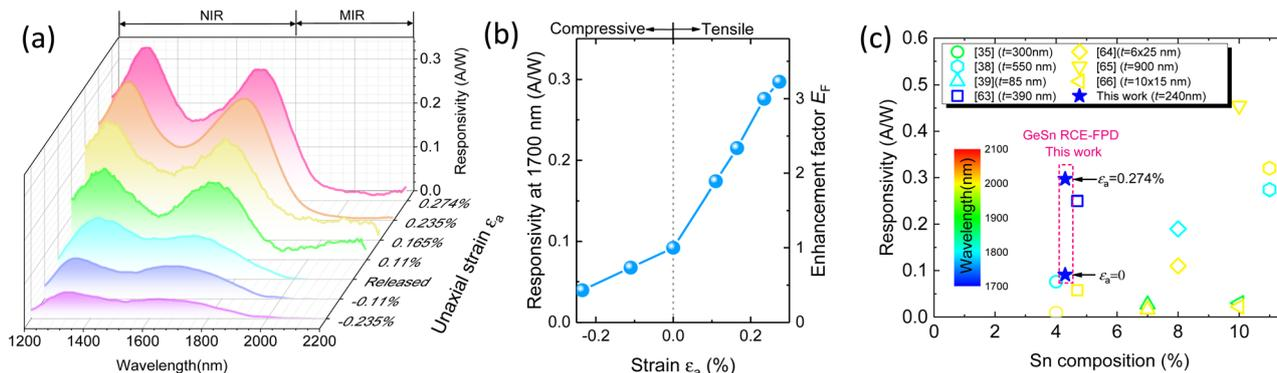 (a)
NIR
MIR
0.3
0.2
0.1
0.0
Responsivity (A/W)
0.274%
0.235%
0.165%
0.11%
Released
-0.11%
-0.235%
Unaxial strain εa
1200
1400
1600
1800
2000
2200
Wavelength(nm)
(b)
Compressive
Tensile
Responsivity at 1700 nm (A/W)
0.3
0.2
0.1
0.0
-0.2
0.0
0.2
Strain εa (%)
3
2
1
0
Enhancement factor EF
(c)
Responsivity (A/W)
0.6
0.5
0.4
0.3
0.2
0.1
0.0
0
2
4
6
8
10
Sn composition (%)
[35] (t=300nm)
[38] (t=550 nm)
[39](t=85 nm)
[63] (t=390 nm)
[64](t=6x25 nm)
[65] (t=900 nm)
[66] (t=10x15 nm)
This work (t=240nm)
GeSn RCE-FPD
This work
Wavelength(nm)
2100
2000
1900
1800
1700
εa=0.274%
εa=0